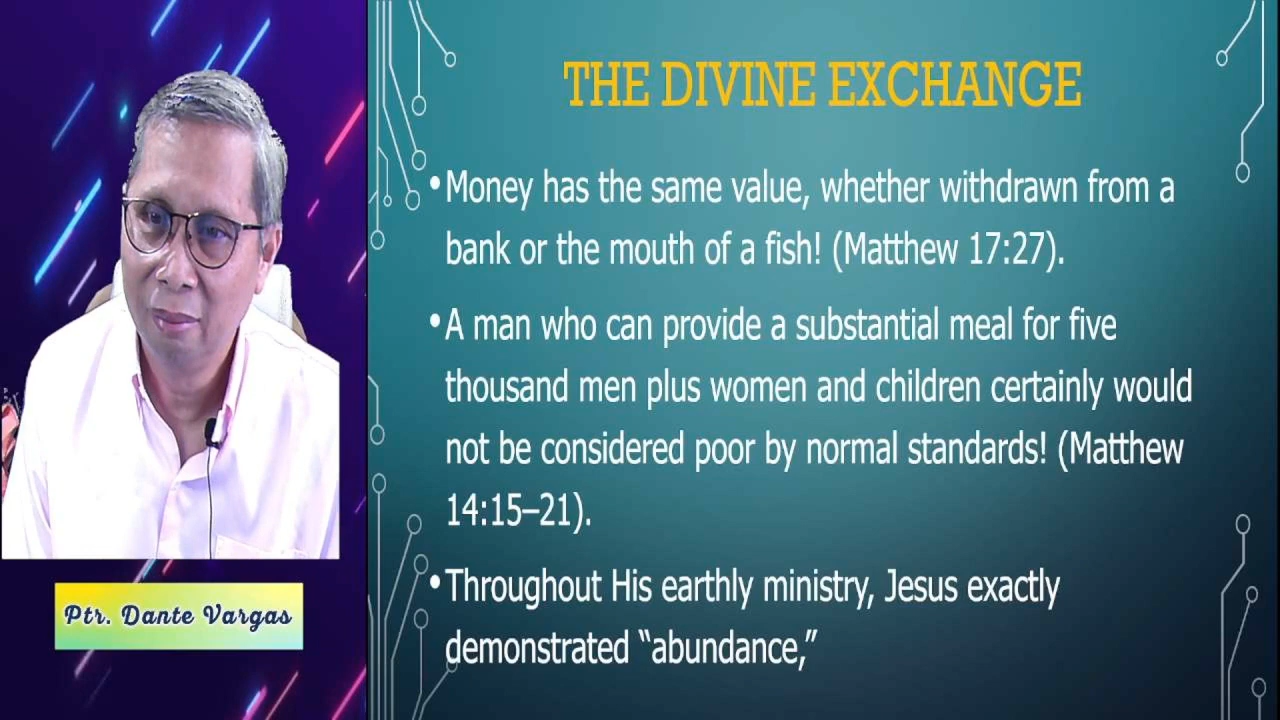 THE DIVINE EXCHANGE
•Money has the same value, whether withdrawn from a
bank or the mouth of a fish! (Matthew 17:27).
•A man who can provide a substantial meal for five
thousand men plus women and children certainly would
not be considered poor by normal standards! (Matthew
14:15–21).
•Throughout His earthly ministry, Jesus exactly
demonstrated “abundance,”
Ptr. Dante Vargas